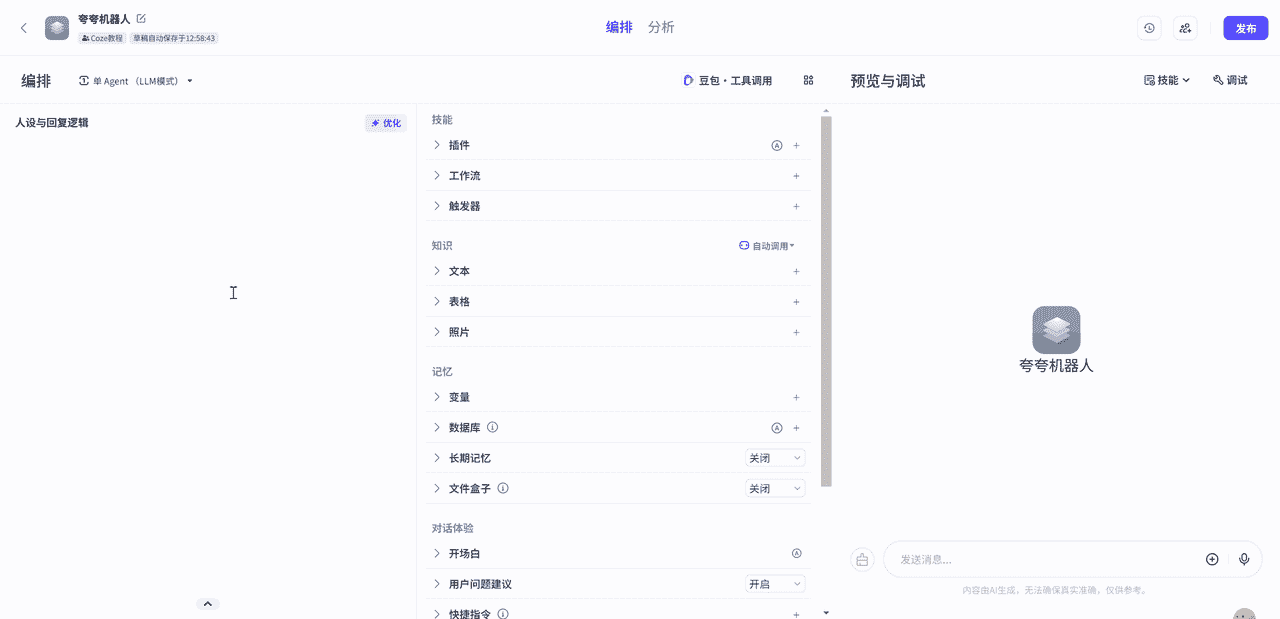 夸夸机器人
Coze教程 草稿自动保存于12:58:43
编排 分析
发布
编排 单 Agent （LLM模式）
豆包・工具调用
预览与调试
技能 调试
人设与回复逻辑
优化
技能
插件
工作流
触发器
知识
自动调用
文本
表格
照片
记忆
变量
数据库
长期记忆 关闭
文件盒子 关闭
对话体验
开场白
用户问题建议 开启
快捷指令
夸夸机器人
发送消息...
内容由AI生成，无法确保真实准确，仅供参考。